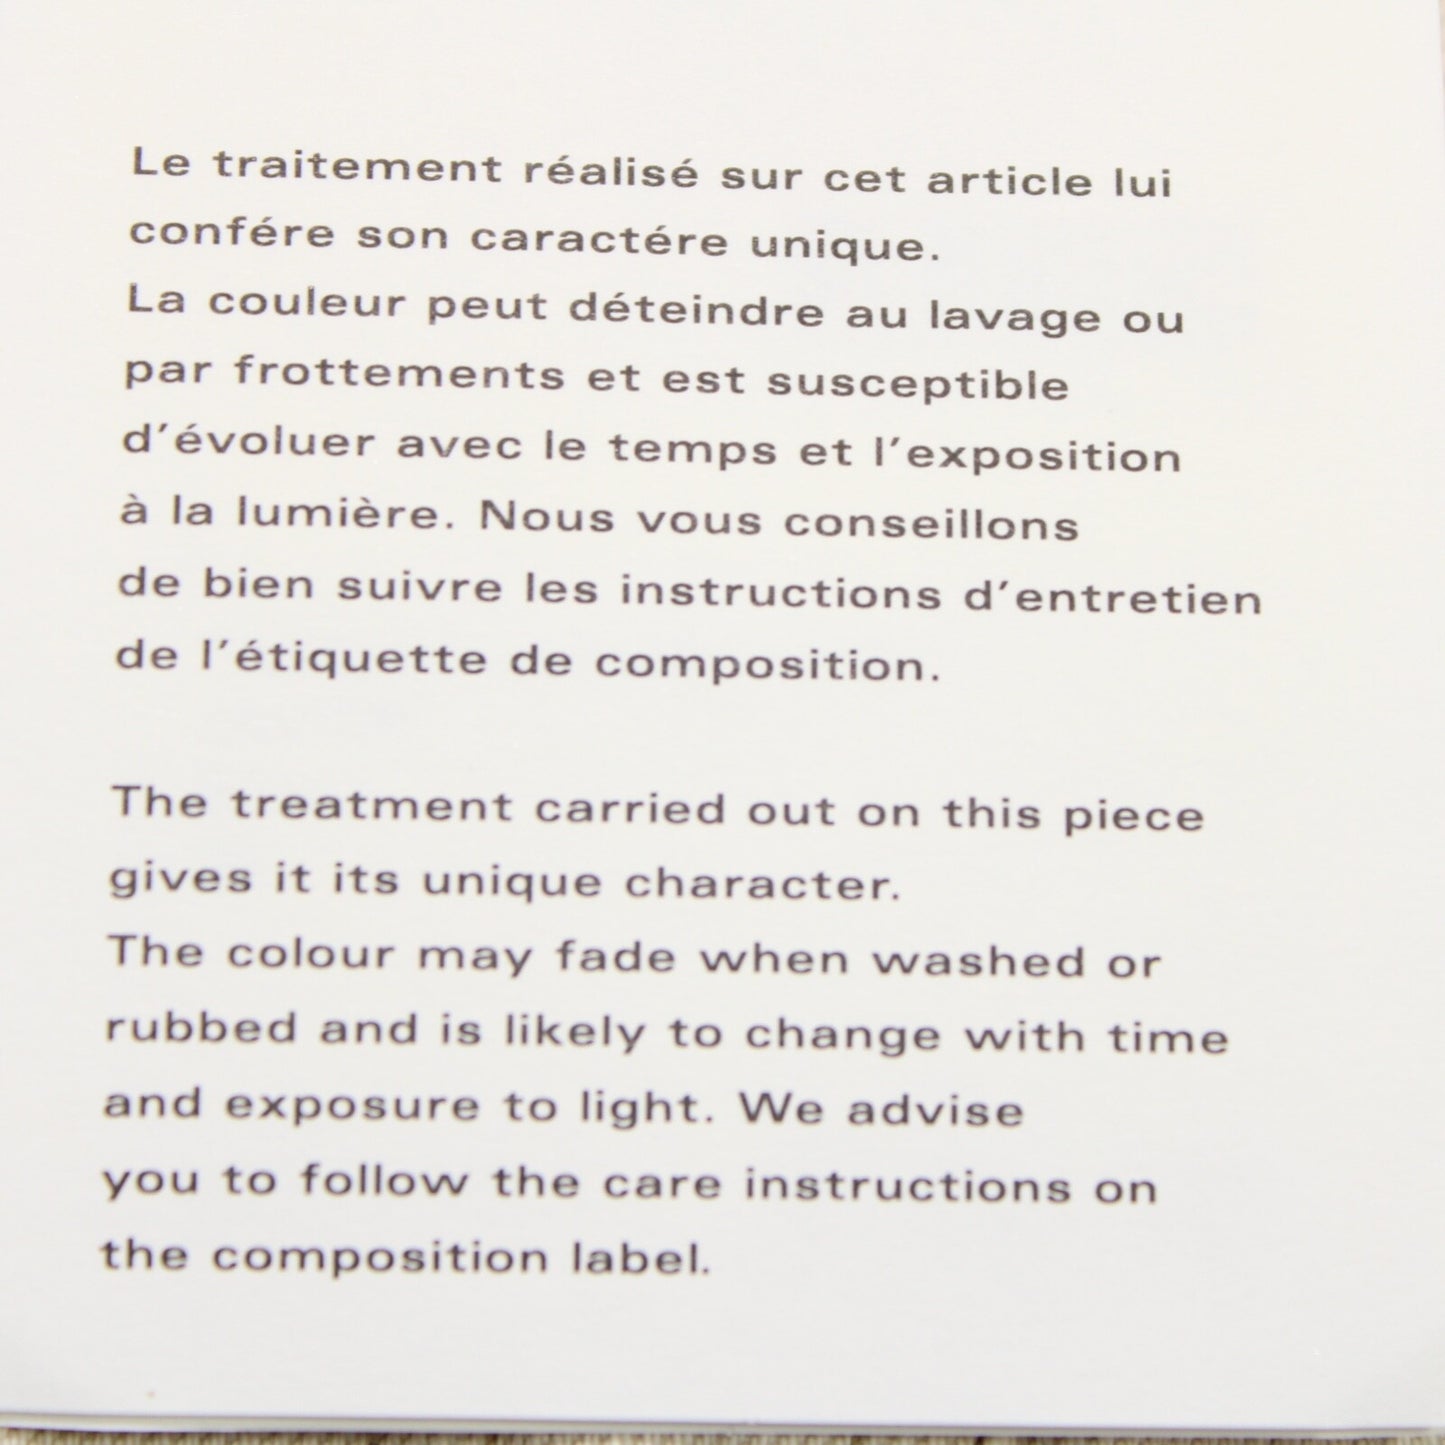 Le traitement réalisé sur cet article lui
confére son caractére unique.
La couleur peut déteindre au lavage ou
par frottements et est susceptible
d'évoluer avec le temps et l'exposition
à la lumière. Nous vous conseillons
de bien suivre les instructions d'entretien
de l'étiquette de composition.
The treatment carried out on this piece
gives it its unique character.
The colour may fade when washed or
rubbed and is likely to change with time
and exposure to light. We advise
you to follow the care instructions on
the composition label.